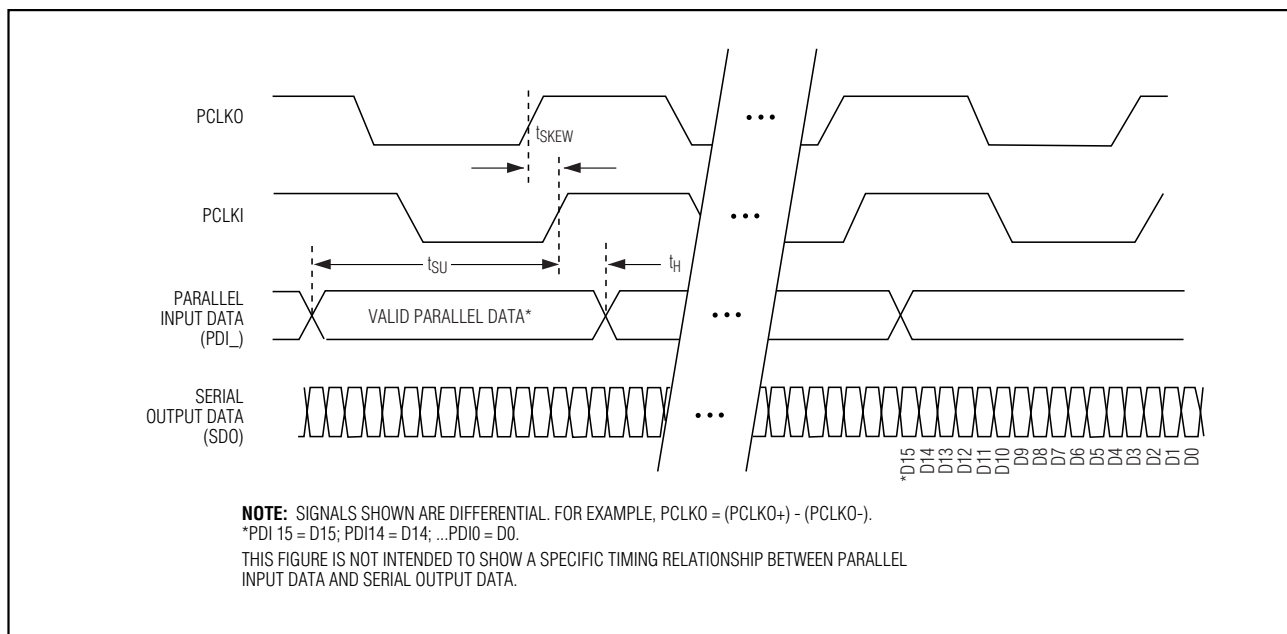 PCLKO
tSKEW
PCLKI
tSU
tH
PARALLEL
INPUT DATA
(PDI_)
VALID PARALLEL DATA*
SERIAL
OUTPUT DATA
(SDO)
•••
•••
•••
•••
*D15
D14
D13
D12
D11
D10
D9
D8
D7
D6
D5
D4
D3
D2
D1
D0
NOTE: SIGNALS SHOWN ARE DIFFERENTIAL. FOR EXAMPLE, PCLKO = (PCLKO+) - (PCLKO-).
*PDI 15 = D15; PDI14 = D14; ...PDI0 = D0.
THIS FIGURE IS NOT INTENDED TO SHOW A SPECIFIC TIMING RELATIONSHIP BETWEEN PARALLEL
INPUT DATA AND SERIAL OUTPUT DATA.